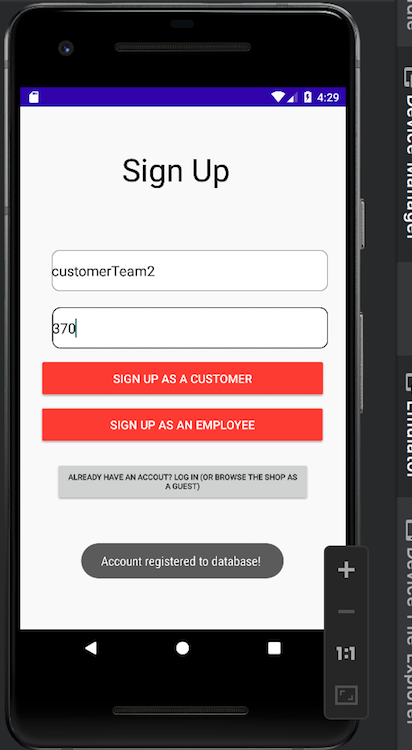 4:29
Sign Up
customerTeam2
370
SIGN UP AS A CUSTOMER
SIGN UP AS AN EMPLOYEE
ALREADY HAVE AN ACCOUT? LOG IN (OR BROWSE THE SHOP AS
A GUEST)
Account registered to database!
1:1
Device Manager
Emulator
Device File Explorer